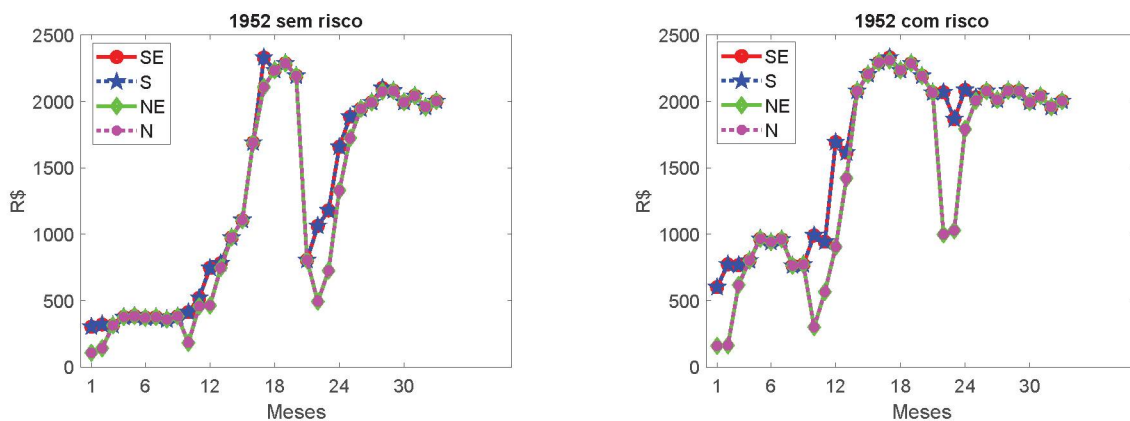 1952 sem risco
2500
2000
1500
1000
500
0
R$
SE
S
NE
N
1 6 12 18 24 30
Meses
1952 com risco
2500
2000
1500
1000
500
0
R$
SE
S
NE
N
1 6 12 18 24 30
Meses